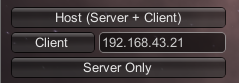 Host (Server + Client)
Client 192.168.43.21
Server Only